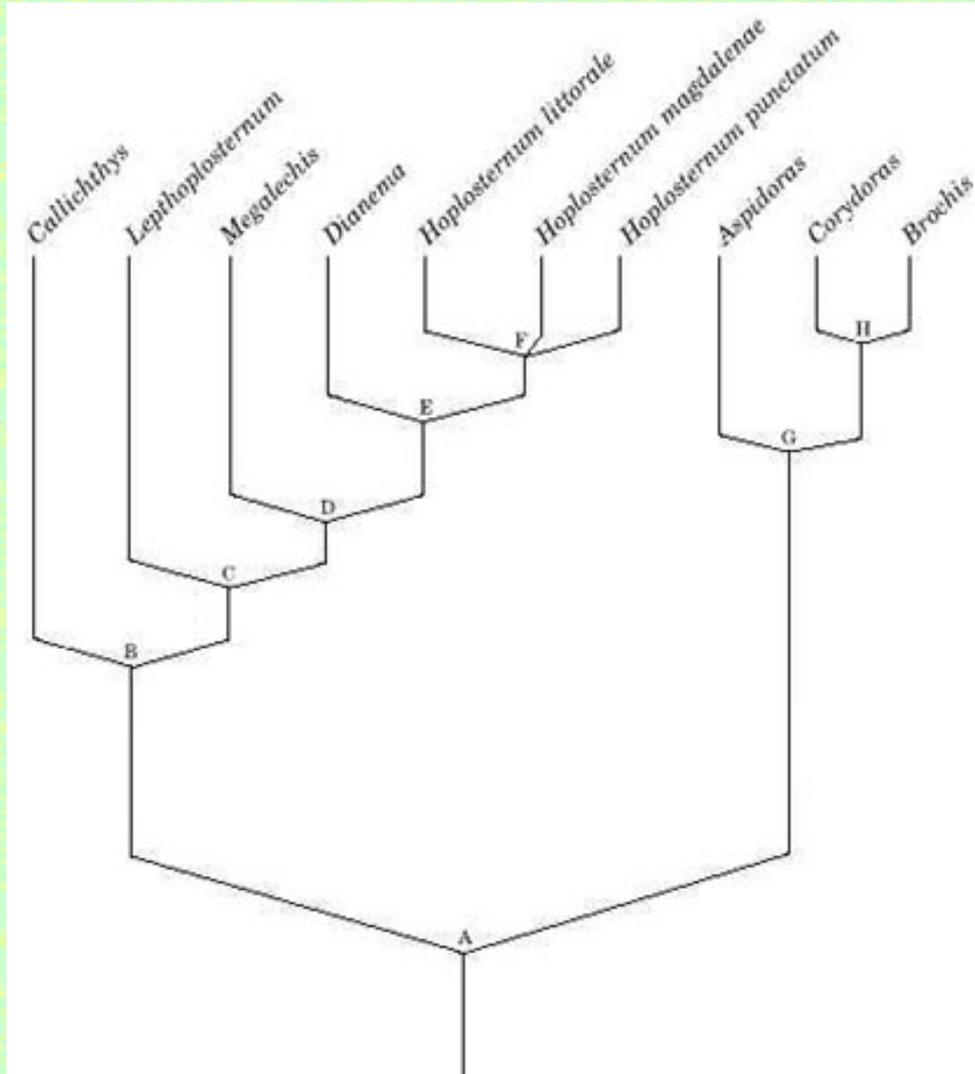 Callichthys
Lepthoplosternum
Megalechis
Dianema
Hoplosternum littorale
Hoplosternum magdalenae
Hoplosternum punctatum
Aspidoras
Corydoras
Brochis
F
H
E
G
D
C
B
A